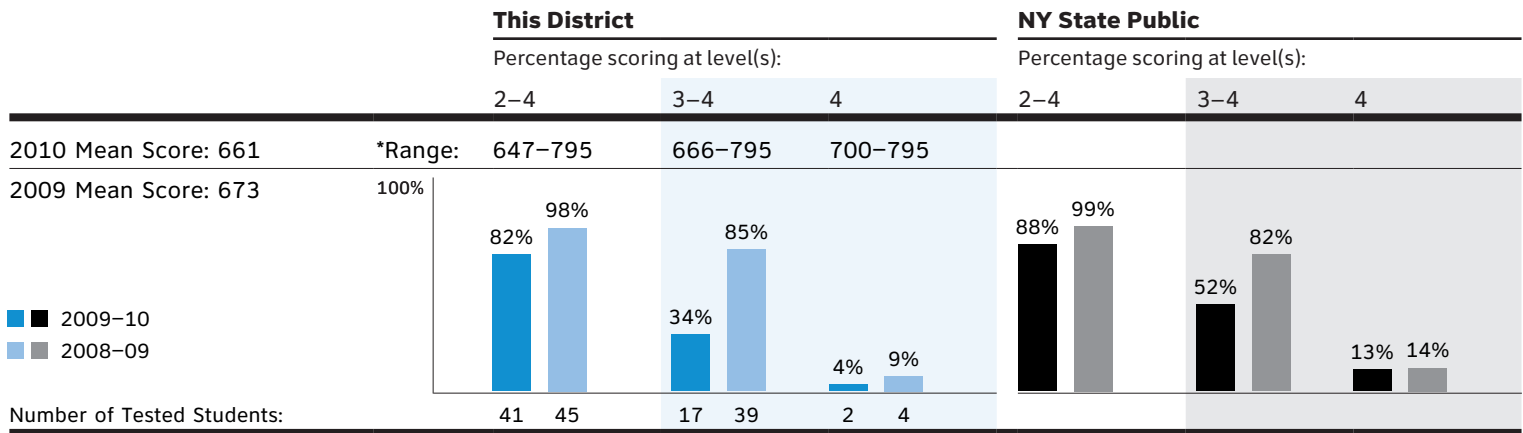 This District NY State Public
Percentage scoring at level(s): Percentage scoring at level(s):
2–4 3–4 4 2–4 3–4 4
2010 Mean Score: 661 *Range: 647–795 666–795 700–795
2009 Mean Score: 673 100%
98% 99%
82% 85% 88% 82%
34% 52%
4% 9% 13% 14%
2009–10
2008–09
Number of Tested Students: 41 45 17 39 2 4